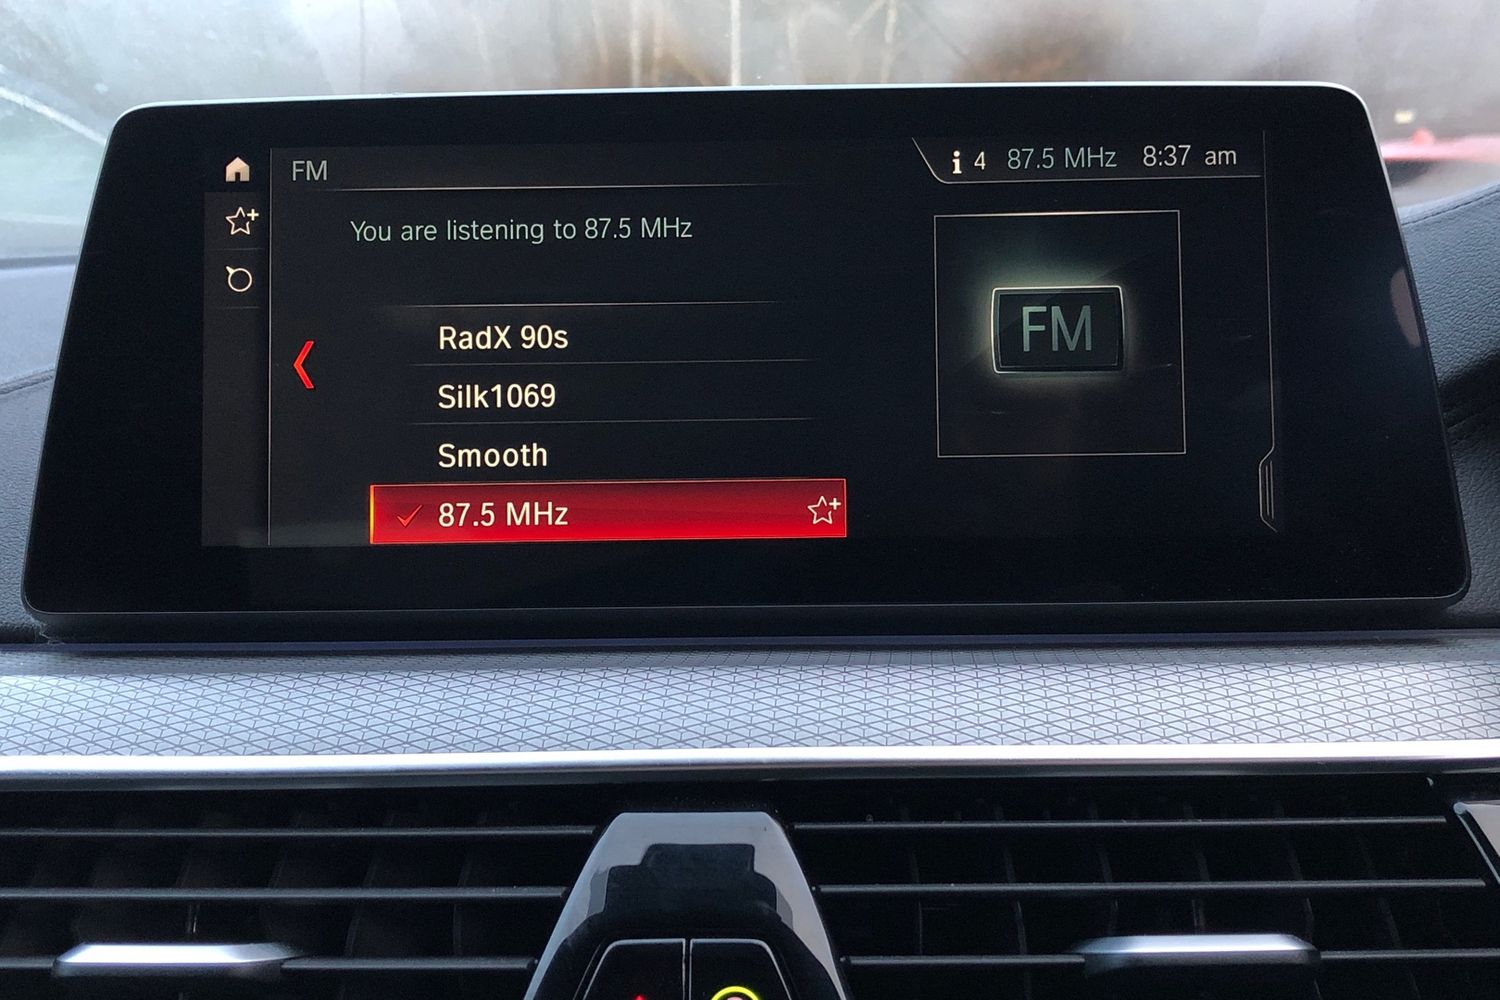 FM
i 4 87.5 MHz 8:37 am
You are listening to 87.5 MHz
FM
RadX 90s
Silk1069
Smooth
87.5 MHz